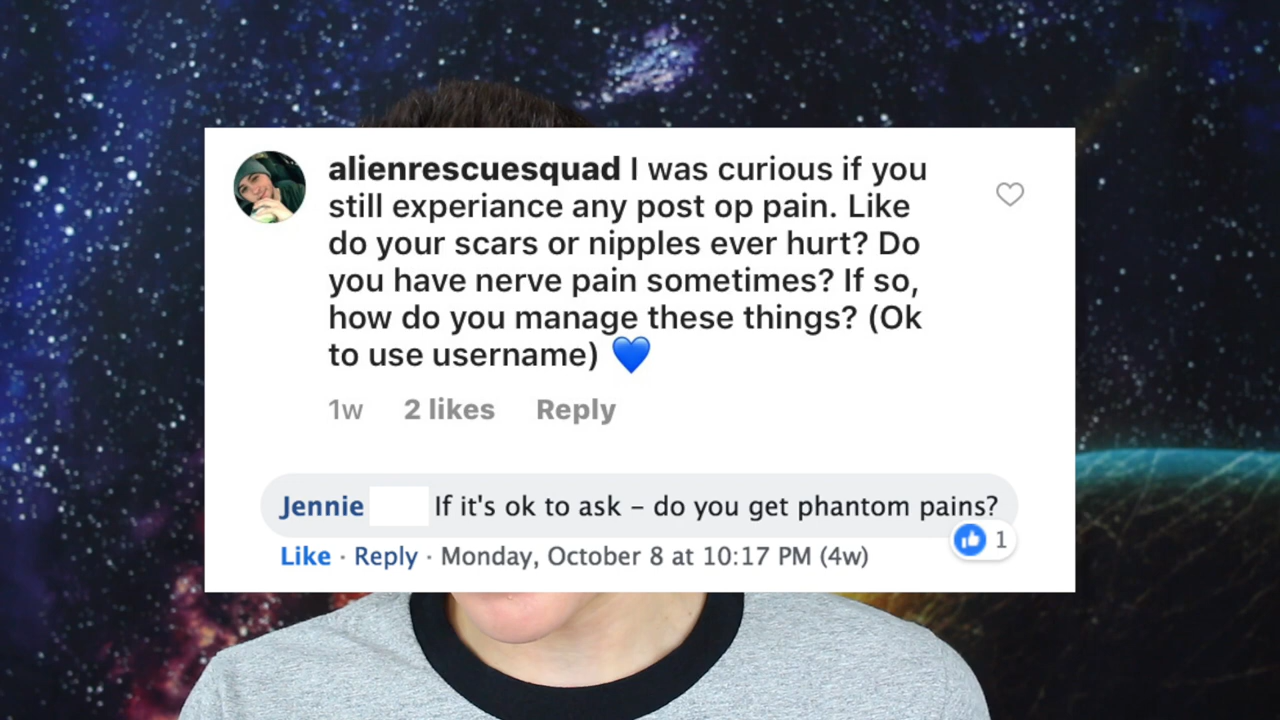 alienrescuesquad I was curious if you
still experiance any post op pain. Like
do your scars or nipples ever hurt? Do
you have nerve pain sometimes? If so,
how do you manage these things? (Ok
to use username) 💙
1w 2 likes Reply
Jennie If it's ok to ask – do you get phantom pains?
1
Like · Reply · Monday, October 8 at 10:17 PM (4w)